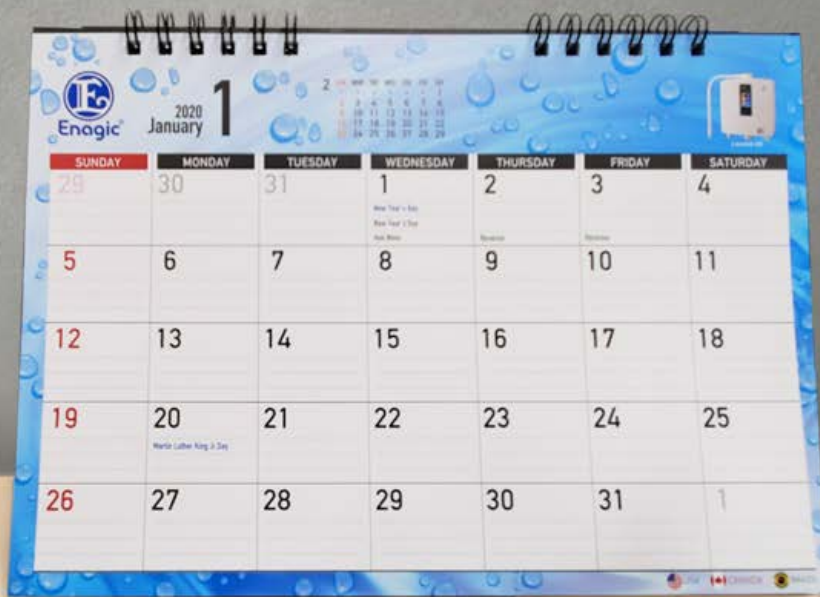 Enagic
2020
January 1
2
SUNDAY MONDAY TUESDAY WEDNESDAY THURSDAY FRIDAY SATURDAY
29 30 31 1 2 3 4
New Year's Day
5 6 7 8 9 10 11
12 13 14 15 16 17 18
19 20 21 22 23 24 25
Martin Luther King Jr Day
26 27 28 29 30 31 1
USA CANADA